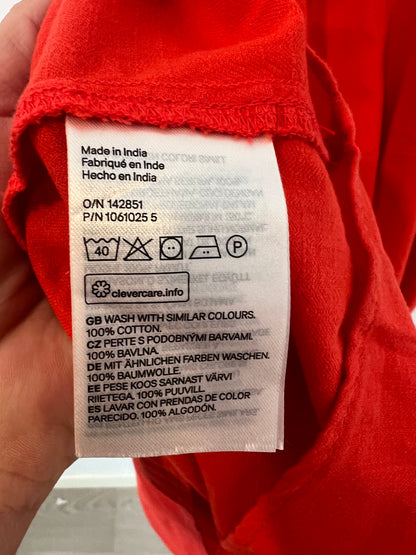 Made in India
Fabriqué en Inde
Hecho en India
O/N 142851
P/N 1061025 5
40 P
clevercare.info
GB WASH WITH SIMILAR COLOURS.
100% COTTON.
CZ PERTE S PODOBNÝMI BARVAMI.
100% BAVLNA.
DE MIT ÄHNLICHEN FARBEN WASCHEN.
100% BAUMWOLLE.
EE PESE KOOS SARNAST VÄRVI
RIIETEGA. 100% PUUVILL.
ES LAVAR CON PRENDAS DE COLOR
PARECIDO. 100% ALGODÓN.